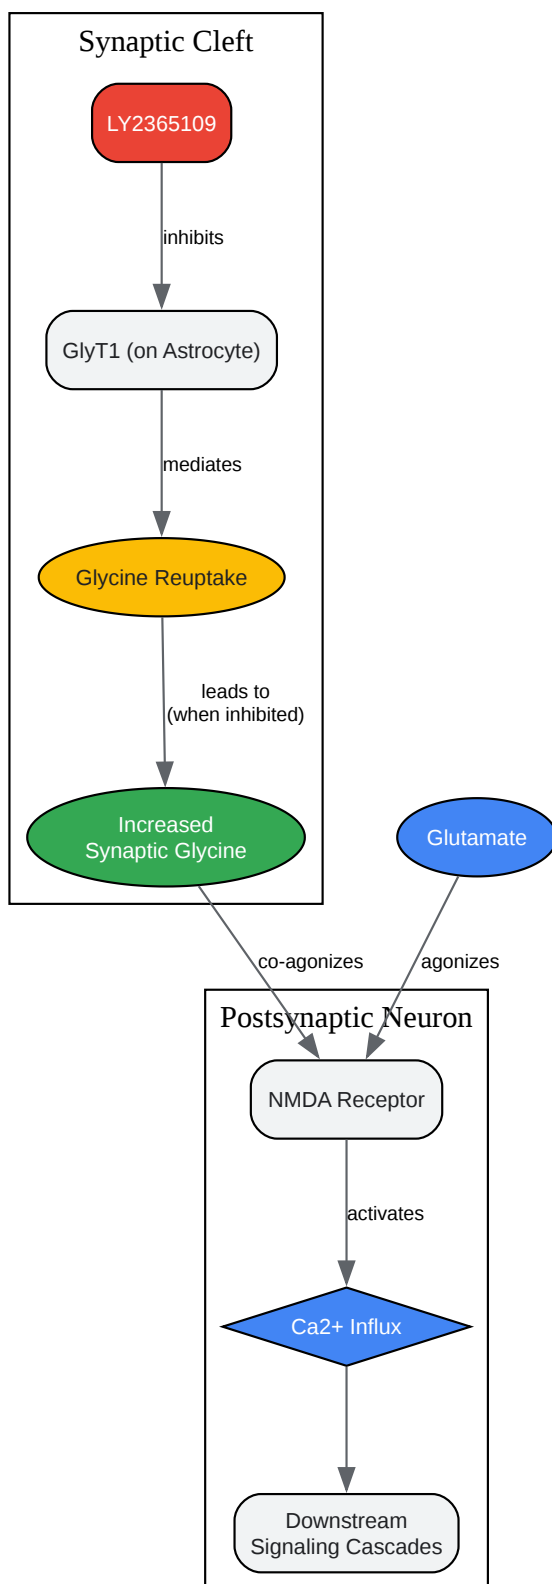 Synaptic Cleft
LY2365109
inhibits
GlyT1 (on Astrocyte)
mediates
Glycine Reuptake
leads to
(when inhibited)
Increased
Synaptic Glycine
Glutamate
co-agonizes
agonizes
Postsynaptic Neuron
NMDA Receptor
activates
Ca2+ Influx
Downstream
Signaling Cascades